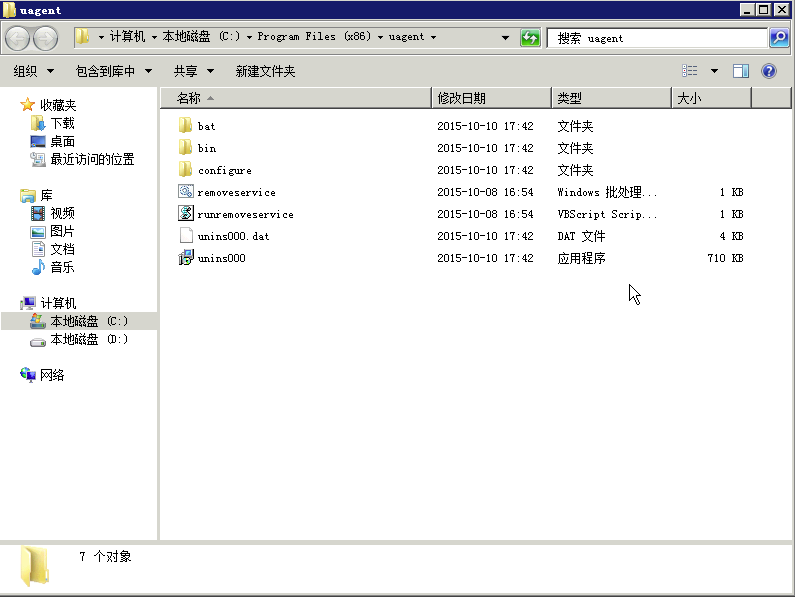 uagent
计算机 本地磁盘 (C:) Program Files (x86) uagent 搜索 uagent
组织 包含到库中 共享 新建文件夹
收藏夹
下载
桌面
最近访问的位置
库
视频
图片
文档
音乐
计算机
本地磁盘 (C:)
本地磁盘 (D:)
网络
名称 修改日期 类型 大小
bat 2015-10-10 17:42 文件夹
bin 2015-10-10 17:42 文件夹
configure 2015-10-10 17:42 文件夹
removeservice 2015-10-08 16:54 Windows 批处理... 1 KB
runremoveservice 2015-10-08 16:54 VBScript Scrip... 1 KB
unins000.dat 2015-10-10 17:42 DAT 文件 4 KB
unins000 2015-10-10 17:42 应用程序 710 KB
7 个对象